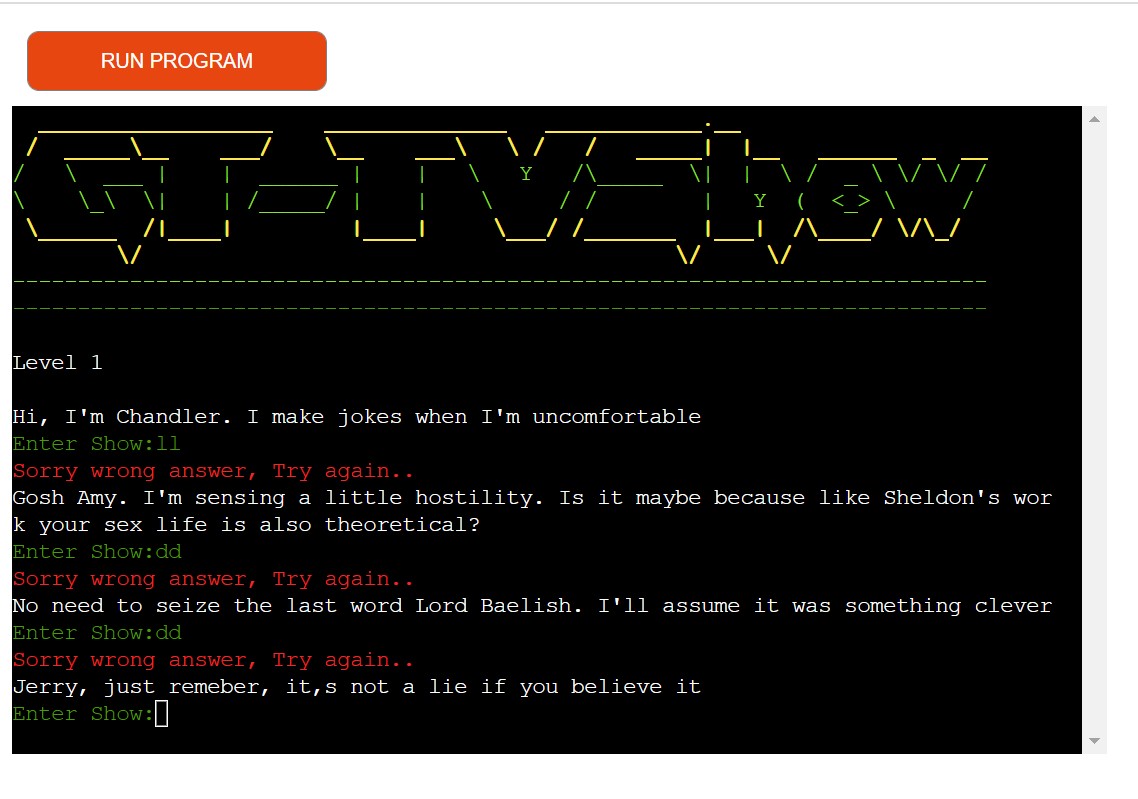 RUN PROGRAM
GT-TVShow
Level 1
Hi, I'm Chandler. I make jokes when I'm uncomfortable
Enter Show:ll
Sorry wrong answer, Try again..
Gosh Amy. I'm sensing a little hostility. Is it maybe because like Sheldon's wor
k your sex life is also theoretical?
Enter Show:dd
Sorry wrong answer, Try again..
No need to seize the last word Lord Baelish. I'll assume it was something clever
Enter Show:dd
Sorry wrong answer, Try again..
Jerry, just remeber, it,s not a lie if you believe it
Enter Show: